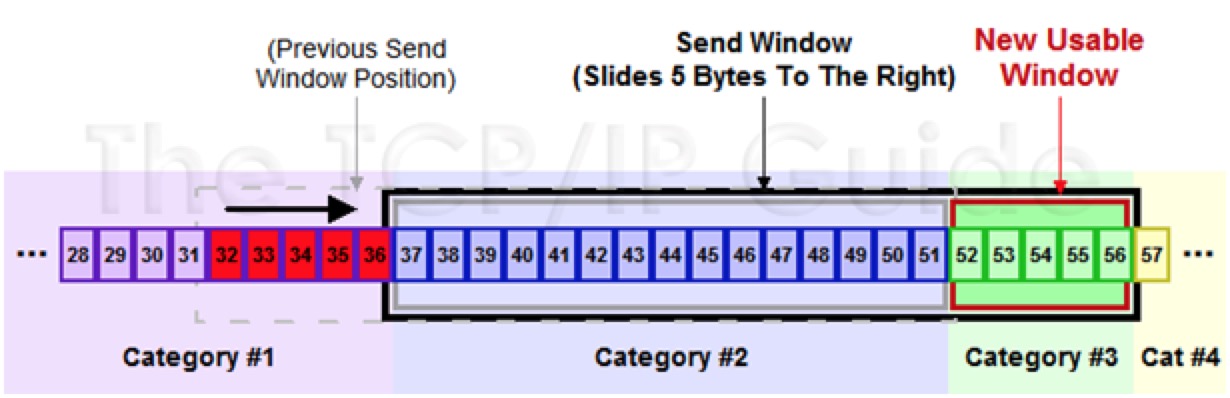 (Previous Send
Window Position)
Send Window
(Slides 5 Bytes To The Right)
New Usable
Window
The TCP/IP Guide
... 28 29 30 31 32 33 34 35 36 37 38 39 40 41 42 43 44 45 46 47 48 49 50 51 52 53 54 55 56 57 ...
Category #1
Category #2
Category #3
Cat #4